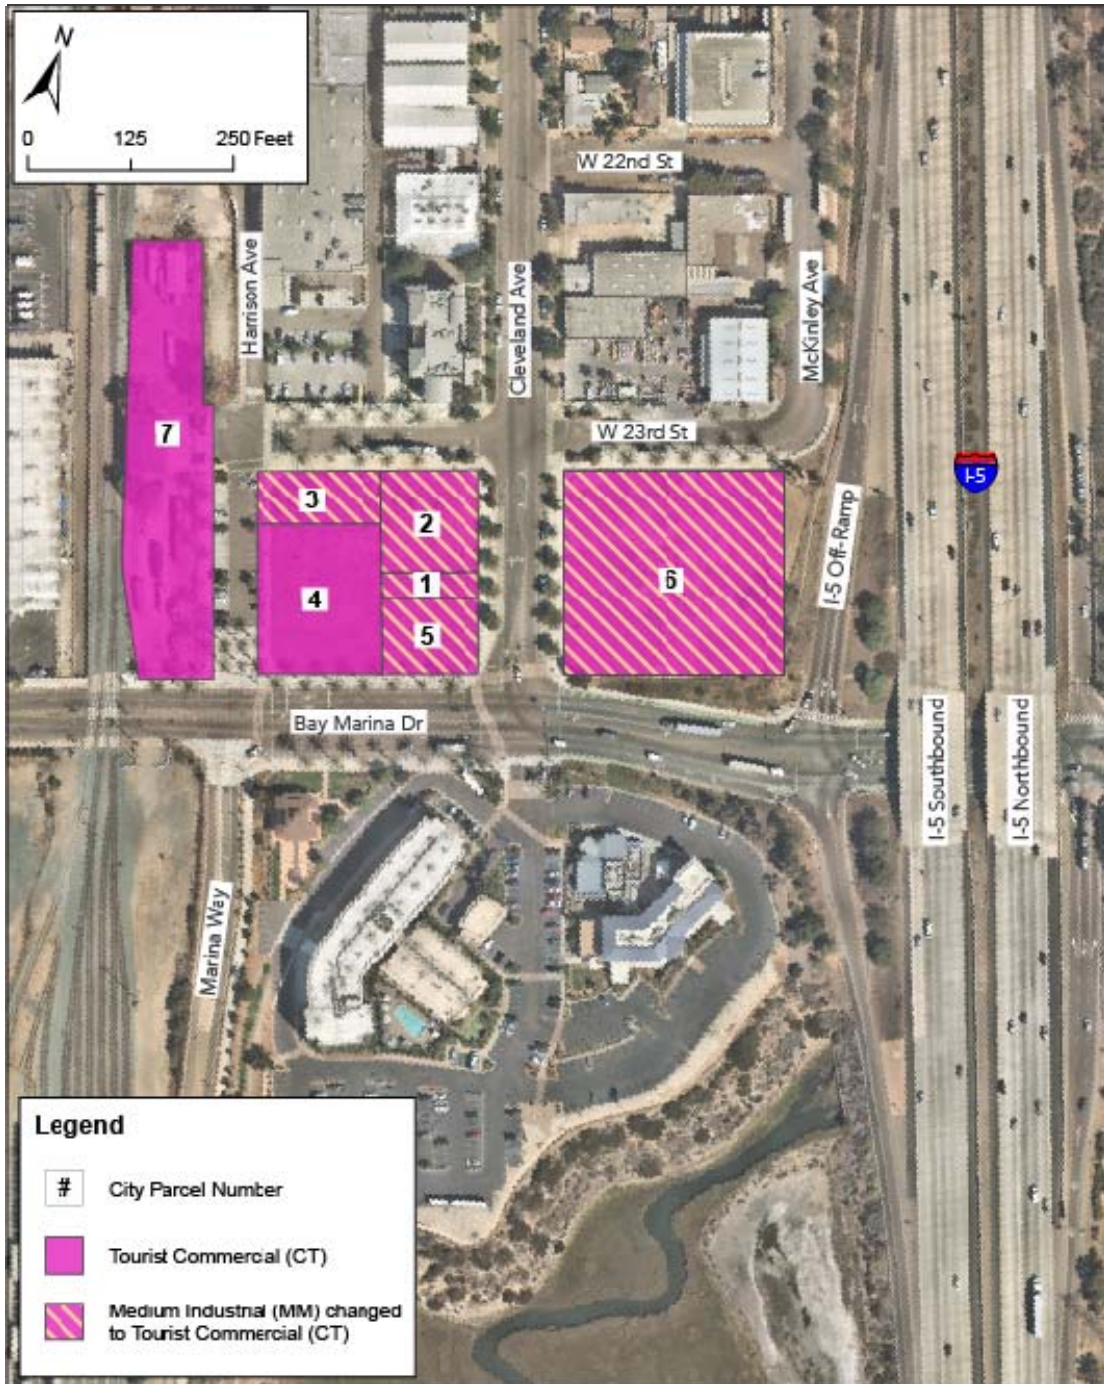 N
0 125 250 Feet
W 22nd St
Harrison Ave
Cleveland Ave
McKinley Ave
W 23rd St
7
I-5
3
2
I-5 Off-Ramp
6
1
4
5
Bay Marina Dr
I-5 Southbound
I-5 Northbound
Marina Way
Legend
# City Parcel Number
Tourist Commercial (CT)
Medium Industrial (MM) changed
to Tourist Commercial (CT)